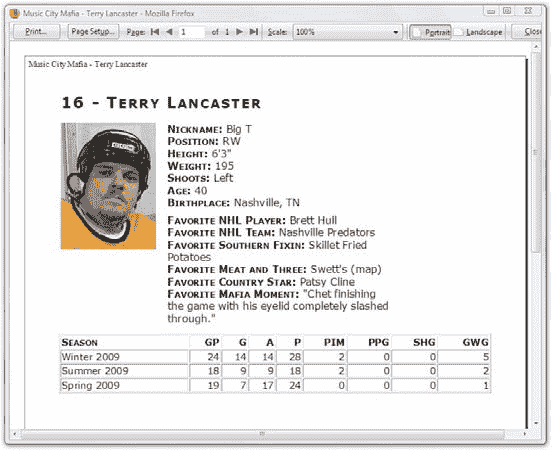 Music City Mafia - Terry Lancaster - Mozilla Firefox
Print... Page Setup... Page: 1 of 1 Scale: 100% Portrait Landscape Close
Music City Mafia - Terry Lancaster
16 - Terry Lancaster
Nickname: Big T
Position: RW
Height: 6'3"
Weight: 195
Shoots: Left
Age: 40
Birthplace: Nashville, TN
Favorite NHL Player: Brett Hull
Favorite NHL Team: Nashville Predators
Favorite Southern Fixin: Skillet Fried
Potatoes
Favorite Meat and Three: Swett's (map)
Favorite Country Star: Patsy Cline
Favorite Mafia Moment: "Chet finishing
the game with his eyelid completely slashed
through."
Season GP G A P PIM PPG SHG GWG
Winter 2009 24 14 14 28 2 0 0 5
Summer 2009 18 9 9 18 2 0 0 2
Spring 2009 19 7 17 24 0 0 0 1